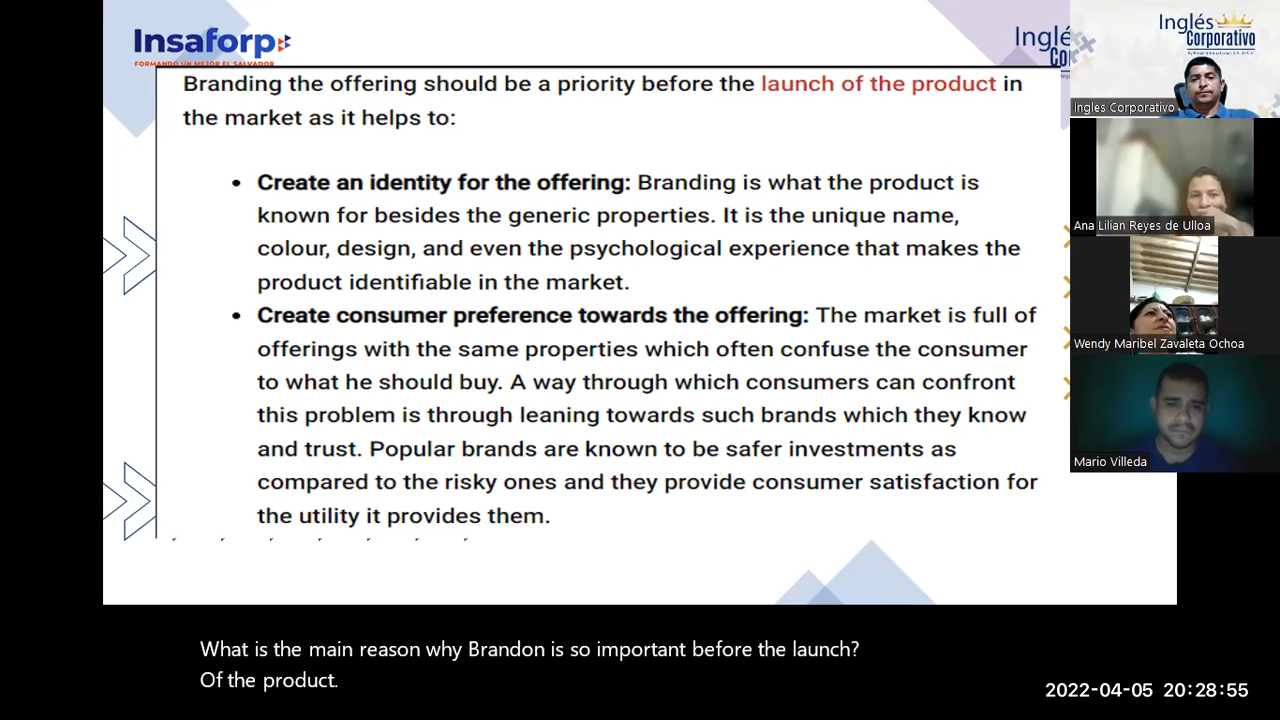 Insaforp
FORMANDO UN MEJOR EL SALVADOR
Inglé
Inglés
Corporativo
Branding the offering should be a priority before the launch of the product in
the market as it helps to:
Ingles Corporativo
• Create an identity for the offering: Branding is what the product is
known for besides the generic properties. It is the unique name,
colour, design, and even the psychological experience that makes the
product identifiable in the market.
Ana Lilian Reyes de Ulloa
• Create consumer preference towards the offering: The market is full of
offerings with the same properties which often confuse the consumer
to what he should buy. A way through which consumers can confront
this problem is through leaning towards such brands which they know
and trust. Popular brands are known to be safer investments as
compared to the risky ones and they provide consumer satisfaction for
the utility it provides them.
Wendy Maribel Zavaleta Ochoa
Mario Villeda
What is the main reason why Brandon is so important before the launch?
Of the product.
2022-04-05 20:28:55